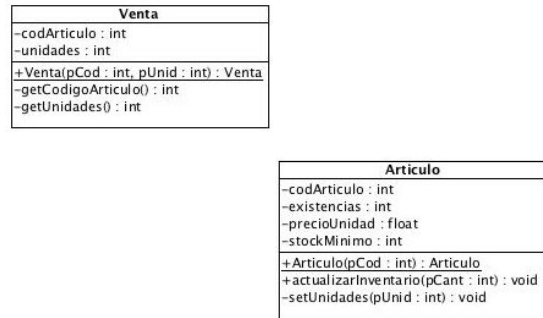 Venta
-codArticulo : int
-unidades : int
+Venta(pCod : int, pUnid : int) : Venta
-getCodigoArticulo() : int
-getUnidades() : int
Articulo
-codArticulo : int
-existencias : int
-precioUnidad : float
-stockMinimo : int
+Articulo(pCod : int) : Articulo
+actualizarInventario(pCant : int) : void
-setUnidades(pUnid : int) : void